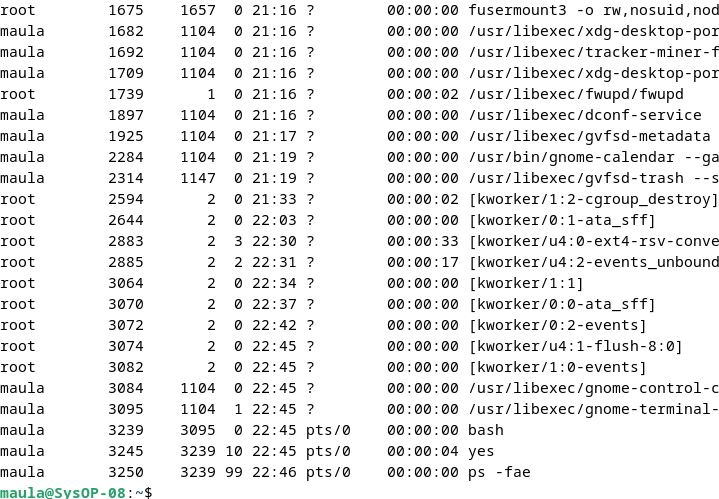 root 1675 1657 0 21:16 ? 00:00:00 fusermount3 -o rw,nosuid,nod
maula 1682 1104 0 21:16 ? 00:00:00 /usr/libexec/xdg-desktop-por
maula 1692 1104 0 21:16 ? 00:00:00 /usr/libexec/tracker-miner-f
maula 1709 1104 0 21:16 ? 00:00:00 /usr/libexec/xdg-desktop-por
root 1739 1 0 21:16 ? 00:00:02 /usr/libexec/fwupd/fwupd
maula 1897 1104 0 21:16 ? 00:00:00 /usr/libexec/dconf-service
maula 1925 1104 0 21:17 ? 00:00:00 /usr/libexec/gvfsd-metadata
maula 2284 1104 0 21:19 ? 00:00:00 /usr/bin/gnome-calendar --ga
maula 2314 1147 0 21:19 ? 00:00:00 /usr/libexec/gvfsd-trash --s
root 2594 2 0 21:33 ? 00:00:02 [kworker/1:2-cgroup_destroy]
root 2644 2 0 22:03 ? 00:00:00 [kworker/0:1-ata_sff]
root 2883 2 3 22:30 ? 00:00:33 [kworker/u4:0-ext4-rsv-conve
root 2885 2 2 22:31 ? 00:00:17 [kworker/u4:2-events_unbound
root 3064 2 0 22:34 ? 00:00:00 [kworker/1:1]
root 3070 2 0 22:37 ? 00:00:00 [kworker/0:0-ata_sff]
root 3072 2 0 22:42 ? 00:00:00 [kworker/0:2-events]
root 3074 2 0 22:45 ? 00:00:00 [kworker/u4:1-flush-8:0]
root 3082 2 0 22:45 ? 00:00:00 [kworker/1:0-events]
maula 3084 1104 0 22:45 ? 00:00:00 /usr/libexec/gnome-control-c
maula 3095 1104 1 22:45 ? 00:00:00 /usr/libexec/gnome-terminal-
maula 3239 3095 0 22:45 pts/0 00:00:00 bash
maula 3245 3239 10 22:45 pts/0 00:00:04 yes
maula 3250 3239 99 22:46 pts/0 00:00:00 ps -fae
maula@SysOP-08:~$